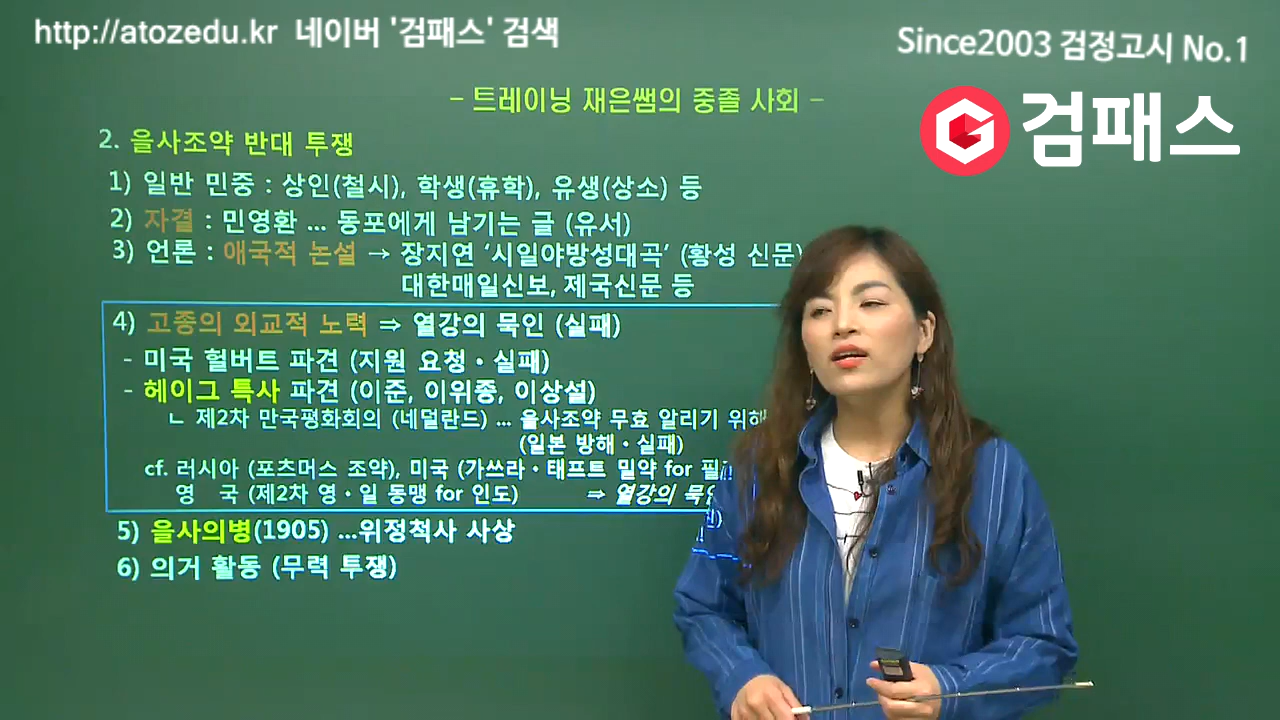 http://atozedu.kr 네이버 '검패스' 검색
Since2003 검정고시 No.1
검패스
- 트레이닝 재은쌤의 중졸 사회 -
2. 을사조약 반대 투쟁
1) 일반 민중 : 상인(철시), 학생(휴학), 유생(상소) 등
2) 자결 : 민영환 ... 동포에게 남기는 글 (유서)
3) 언론 : 애국적 논설 → 장지연 ‘시일야방성대곡’ (황성 신문)
대한매일신보, 제국신문 등
4) 고종의 외교적 노력 ⇒ 열강의 묵인 (실패)
- 미국 헐버트 파견 (지원 요청 · 실패)
- 헤이그 특사 파견 (이준, 이위종, 이상설)
ㄴ 제2차 만국평화회의 (네덜란드) ... 을사조약 무효 알리기 위해
(일본 방해 · 실패)
cf. 러시아 (포츠머스 조약), 미국 (가쓰라 · 태프트 밀약 for
영 국 (제2차 영 · 일 동맹 for 인도) ⇒ 열강의
5) 을사의병(1905) ...위정척사 사상
6) 의거 활동 (무력 투쟁)